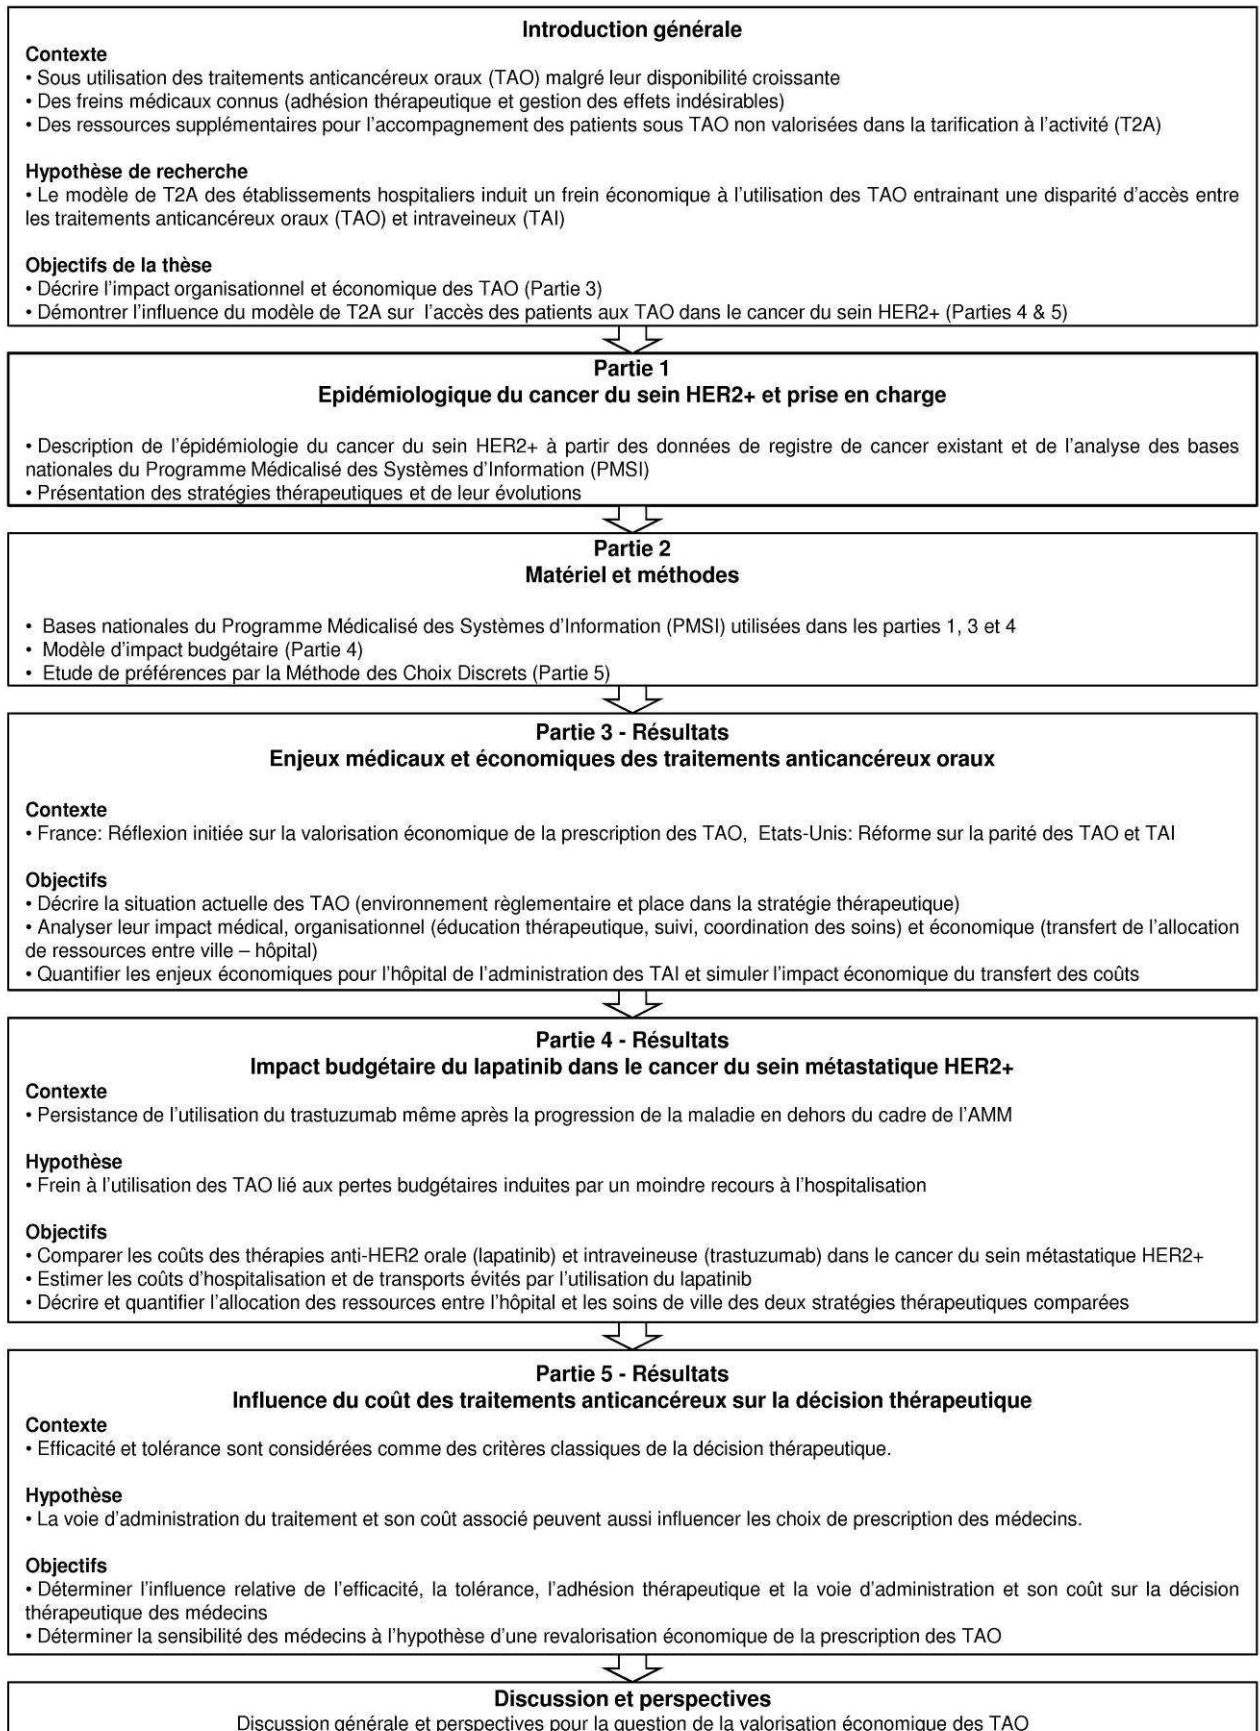 Introduction générale
Contexte
• Sous utilisation des traitements anticancéreux oraux (TAO) malgré leur disponibilité croissante
• Des freins médicaux connus (adhésion thérapeutique et gestion des effets indésirables)
• Des ressources supplémentaires pour l'accompagnement des patients sous TAO non valorisées dans la tarification à l'activité (T2A)
Hypothèse de recherche
• Le modèle de T2A des établissements hospitaliers induit un frein économique à l'utilisation des TAO entrainant une disparité d'accès entre
les traitements anticancéreux oraux (TAO) et intraveineux (TAI)
Objectifs de la thèse
• Décrire l'impact organisationnel et économique des TAO (Partie 3)
• Démontrer l'influence du modèle de T2A sur l'accès des patients aux TAO dans le cancer du sein HER2+ (Parties 4 & 5)
Partie 1
Epidémiologique du cancer du sein HER2+ et prise en charge
• Description de l'épidémiologie du cancer du sein HER2+ à partir des données de registre de cancer existant et de l'analyse des bases
nationales du Programme Médicalisé des Systèmes d'Information (PMSI)
• Présentation des stratégies thérapeutiques et de leur évolutions
Partie 2
Matériel et méthodes
• Bases nationales du Programme Médicalisé des Systèmes d'Information (PMSI) utilisées dans les parties 1, 3 et 4
• Modèle d'impact budgétaire (Partie 4)
• Etude de préférences par la Méthode des Choix Discrets (Partie 5)
Partie 3 - Résultats
Enjeux médicaux et économiques des traitements anticancéreux oraux
Contexte
• France: Réflexion initiée sur la valorisation économique de la prescription des TAO, Etats-Unis: Réforme sur la parité des TAO et TAI
Objectifs
• Décrire la situation actuelle des TAO (environnement règlementaire et place dans la stratégie thérapeutique)
• Analyser leur impact médical, organisationnel (éducation thérapeutique, suivi, coordination des soins) et économique (transfert de l'allocation
de ressources entre ville – hôpital)
• Quantifier les enjeux économiques pour l'hôpital de l'administration des TAI et simuler l'impact économique du transfert des coûts
Partie 4 - Résultats
Impact budgétaire du lapatinib dans le cancer du sein métastatique HER2+
Contexte
• Persistance de l'utilisation du trastuzumab même après la progression de la maladie en dehors du cadre de l'AMM
Hypothèse
• Frein à l'utilisation des TAO lié aux pertes budgétaires induites par un moindre recours à l'hospitalisation
Objectifs
• Comparer les coûts des thérapies anti-HER2 orale (lapatinib) et intraveineuse (trastuzumab) dans le cancer du sein métastatique HER2+
• Estimer les coûts d'hospitalisation et de transports évités par l'utilisation du lapatinib
• Décrire et quantifier l'allocation des ressources entre l'hôpital et les soins de ville des deux stratégies thérapeutiques comparées
Partie 5 - Résultats
Influence du coût des traitements anticancéreux sur la décision thérapeutique
Contexte
• Efficacité et tolérance sont considérées comme des critères classiques de la décision thérapeutique.
Hypothèse
• La voie d'administration du traitement et son coût associé peuvent aussi influencer les choix de prescription des médecins.
Objectifs
• Déterminer l'influence relative de l'efficacité, la tolérance, l'adhésion thérapeutique et la voie d'administration et son coût sur la décision
thérapeutique des médecins
• Déterminer la sensibilité des médecins à l'hypothèse d'une revalorisation économique de la prescription des TAO
Discussion et perspectives
Discussion générale et perspectives pour la question de la valorisation économique des TAO